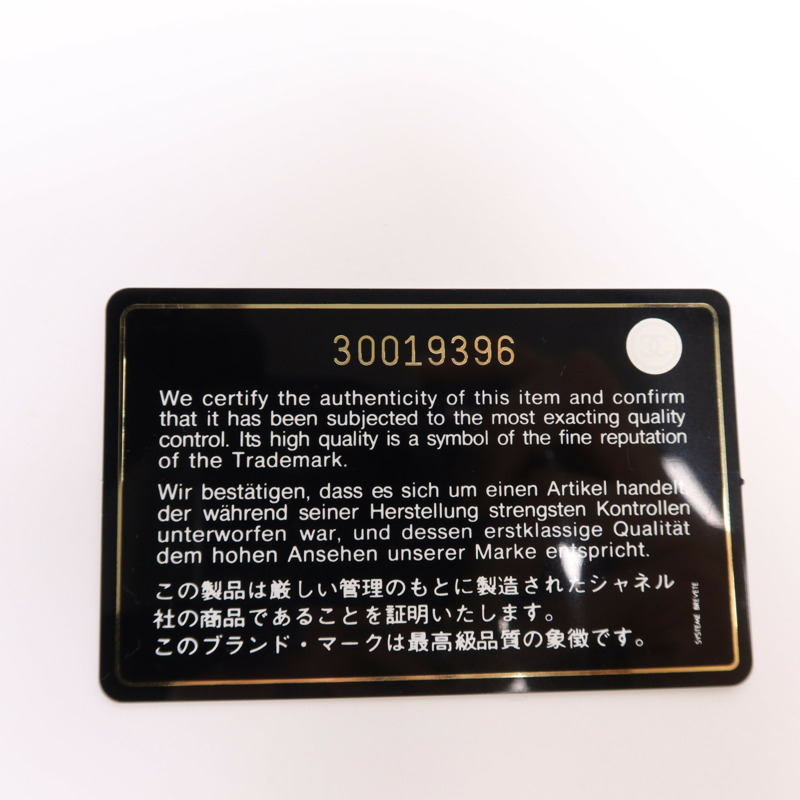 30019396
We certify the authenticity of this item and confirm
that it has been subjected to the most exacting quality
control. Its high quality is a symbol of the fine reputation
of the Trademark.
Wir bestätigen, dass es sich um einen Artikel handelt,
der während seiner Herstellung strengsten Kontrollen
unterworfen war, und dessen erstklassige Qualität
dem hohen Ansehen unserer Marke entspricht.
この製品は厳しい管理のもとに製造されたシャネル
社の商品であることを証明いたします。
このブランド・マークは最高級品質の象徴です。
SYSTEME BREVETE